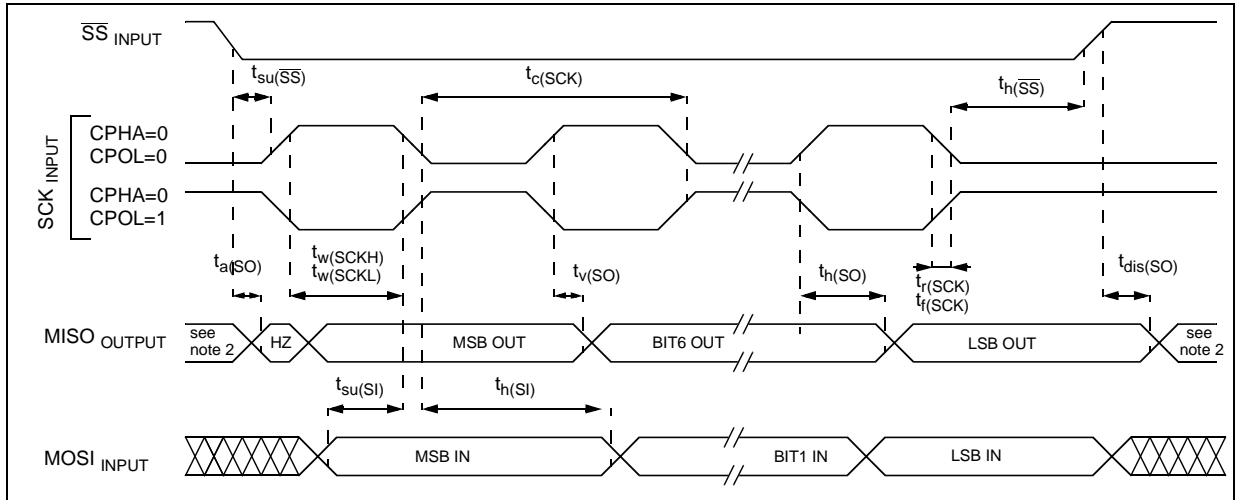 SS INPUT
tsu(SS)
tc(SCK)
th(SS)
SCK INPUT
CPHA=0
CPOL=0
CPHA=0
CPOL=1
ta(SO)
tw(SCKH)
tw(SCKL)
tv(SO)
th(SO)
tr(SCK)
tf(SCK)
tdis(SO)
MISO OUTPUT
see
note 2
HZ
MSB OUT
BIT6 OUT
LSB OUT
see
note 2
tsu(SI)
th(SI)
MOSI INPUT
MSB IN
BIT1 IN
LSB IN